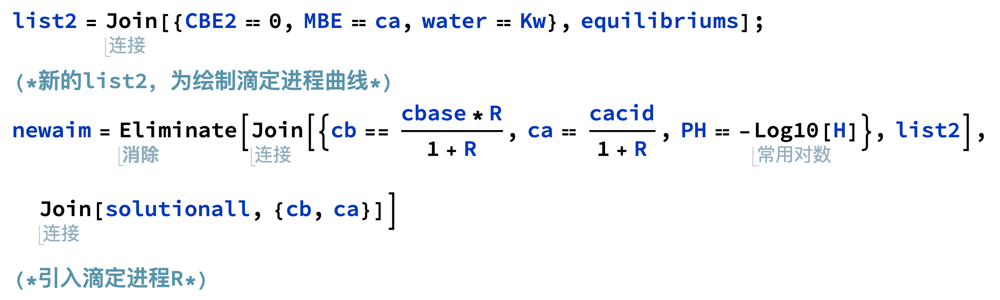 list2 = Join[{CBE2 == 0, MBE == ca, water == Kw}, equilibriums];
连接
(*新的list2, 为绘制滴定进程曲线*)
newaim = Eliminate[Join[{cb == cbase * R / 1 + R, ca == cacid / 1 + R, PH == -Log10[H]}, list2],
消除 连接 常用对数
Join[solutionall, {cb, ca}]]
连接
(*引入滴定进程R*)